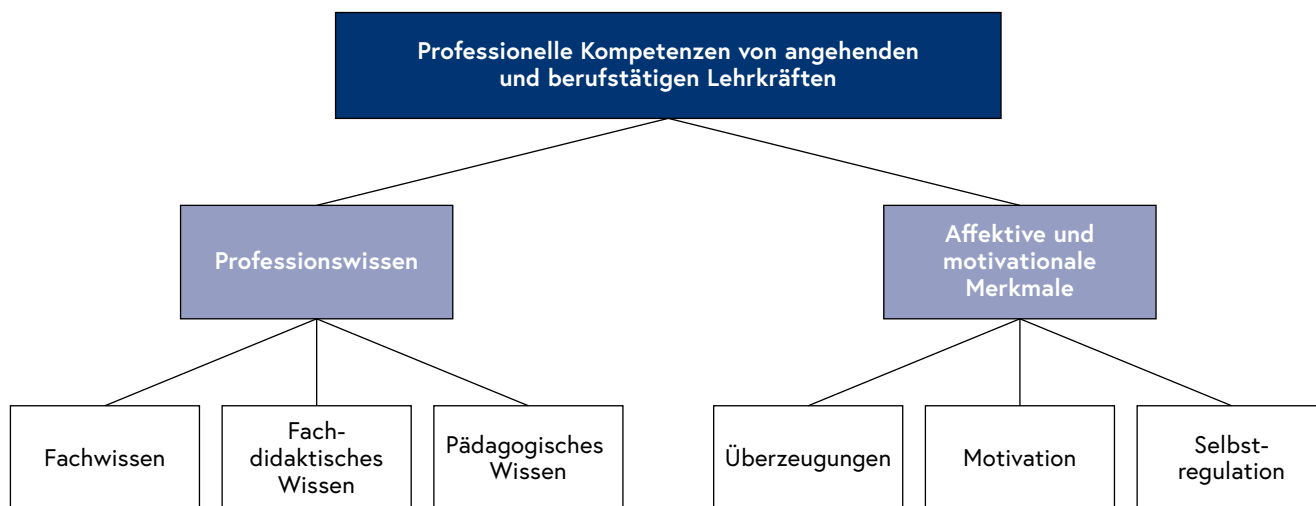 Professionelle Kompetenzen von angehenden
und berufstätigen Lehrkräften
Professionswissen
Affektive und
motivationale
Merkmale
Fachwissen
Fach-
didaktisches
Wissen
Pädagogisches
Wissen
Überzeugungen
Motivation
Selbst-
regulation